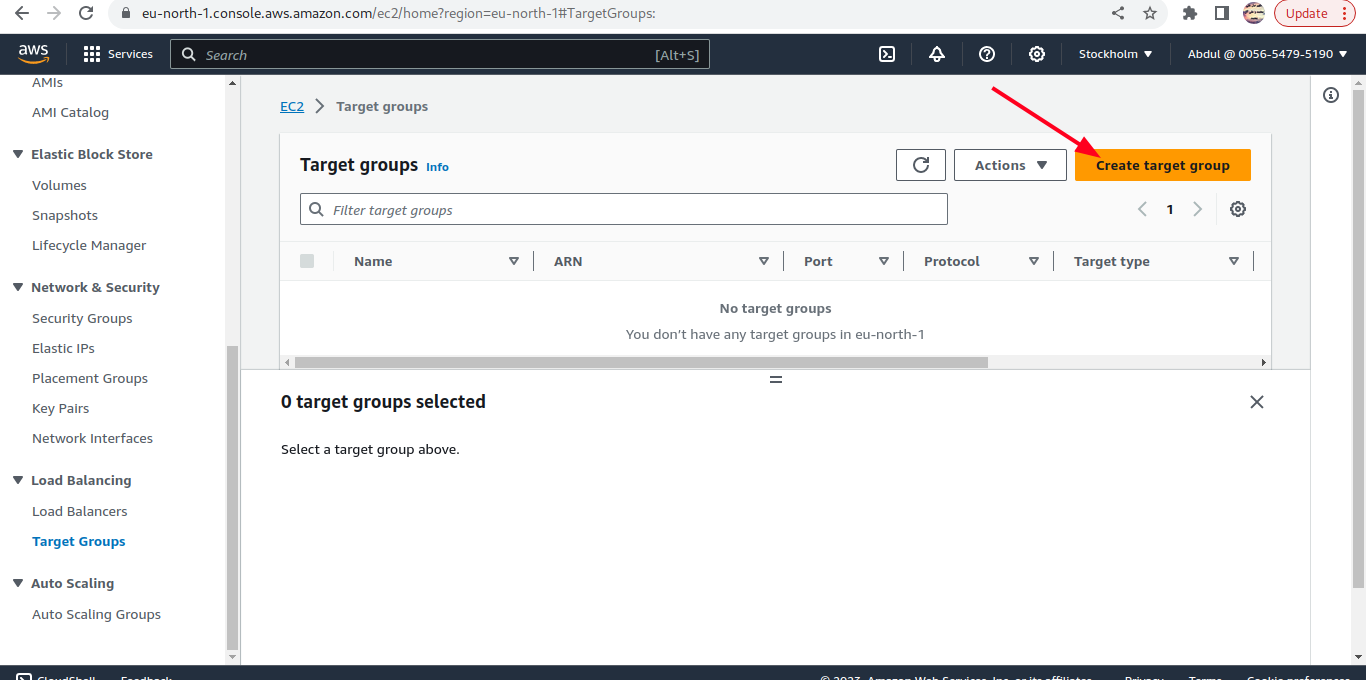 eu-north-1.console.aws.amazon.com/ec2/home?region=eu-north-1#TargetGroups:
Update
aws
Services
Search
[Alt+S]
Stockholm
Abdul @ 0056-5479-5190
AMIs
AMI Catalog
Elastic Block Store
Volumes
Snapshots
Lifecycle Manager
Network & Security
Security Groups
Elastic IPs
Placement Groups
Key Pairs
Network Interfaces
Load Balancing
Load Balancers
Target Groups
Auto Scaling
Auto Scaling Groups
EC2
Target groups
Target groups Info
Actions
Create target group
Filter target groups
1
Name
ARN
Port
Protocol
Target type
No target groups
You don’t have any target groups in eu-north-1
0 target groups selected
Select a target group above.
CloudShell
Feedback
© 2023, Amazon Web Services, Inc. or its affiliates.
Privacy
Terms
Cookie preferences